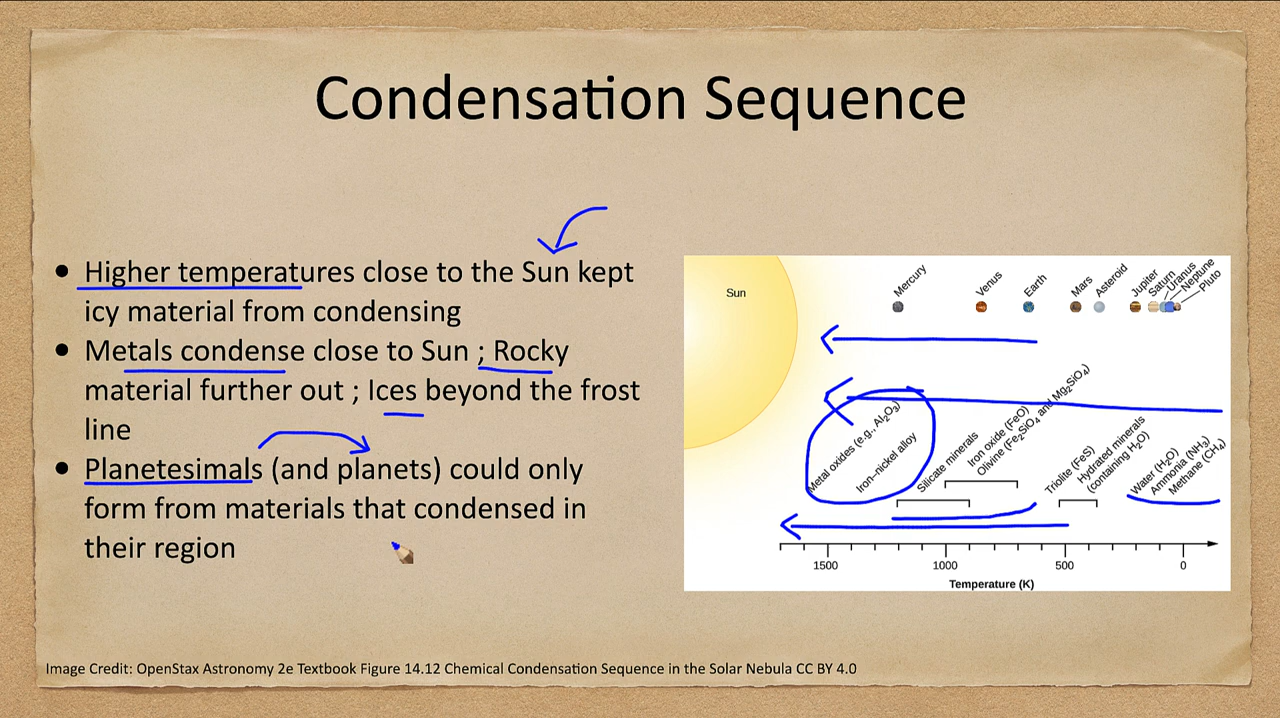 Condensation Sequence
• Higher temperatures close to the Sun kept
icy material from condensing
• Metals condense close to Sun ; Rocky
material further out ; Ices beyond the frost
line
• Planetesimals (and planets) could only
form from materials that condensed in
their region
Sun
Mercury
Venus
Earth
Mars
Asteroid
Jupiter
Saturn
Uranus
Neptune
Pluto
Metal oxides (e.g., Al₂O₃)
Iron–nickel alloy
Silicate minerals
Iron oxide (FeO)
Olivine (Fe₂SiO₄ and Mg₂SiO₄)
Triolite (FeS)
Hydrated minerals
(containing H₂O)
Water (H₂O)
Ammonia (NH₃)
Methane (CH₄)
1500
1000
500
0
Temperature (K)
Image Credit: OpenStax Astronomy 2e Textbook Figure 14.12 Chemical Condensation Sequence in the Solar Nebula CC BY 4.0